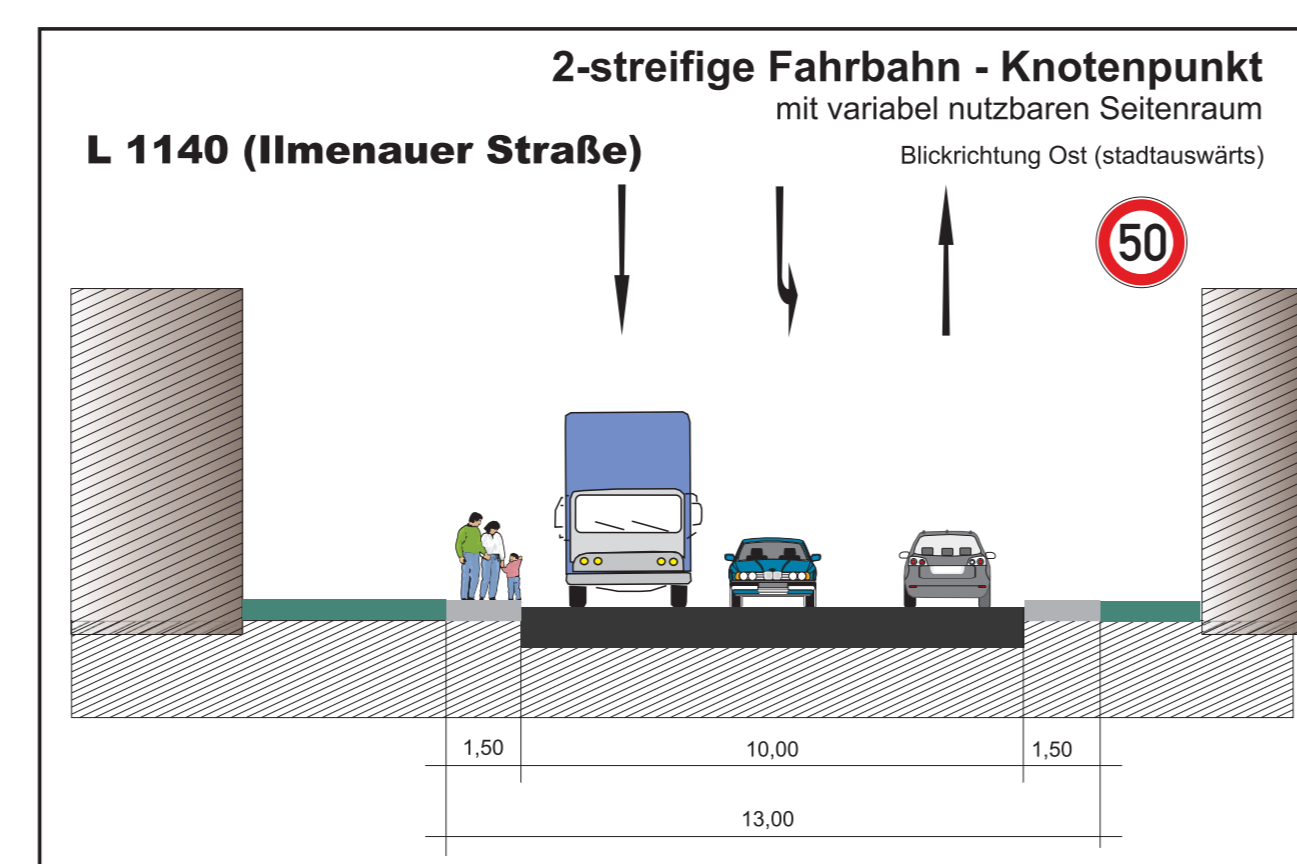 2-streifige Fahrbahn - Knotenpunkt
mit variabel nutzbaren Seitenraum
L 1140 (Ilmenauer Straße)
Blickrichtung Ost (stadtauswärts)
50
1,50
10,00
1,50
13,00